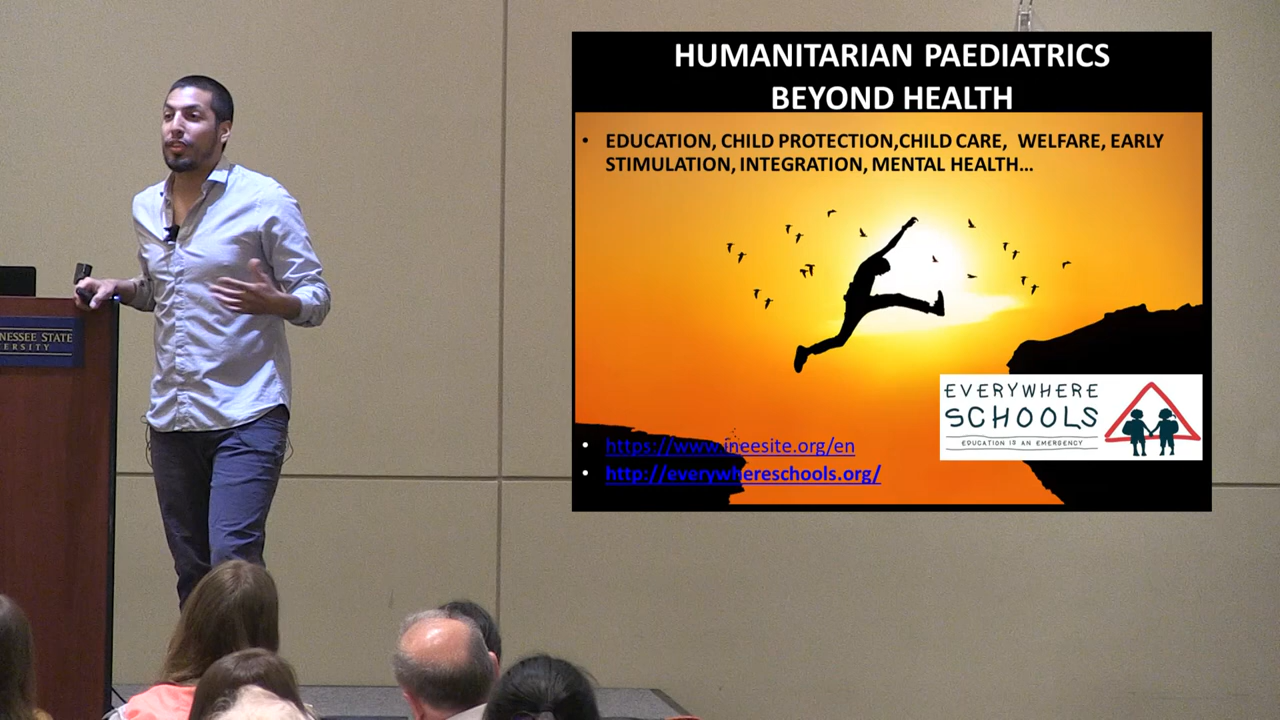 HUMANITARIAN PAEDIATRICS
BEYOND HEALTH
• EDUCATION, CHILD PROTECTION,CHILD CARE, WELFARE, EARLY
STIMULATION, INTEGRATION, MENTAL HEALTH...
EVERYWHERE
SCHOOLS
EDUCATION IS AN EMERGENCY
• https://www.ineesite.org/en
• http://everywhereschools.org/
NESSEE STATE
ERSITY